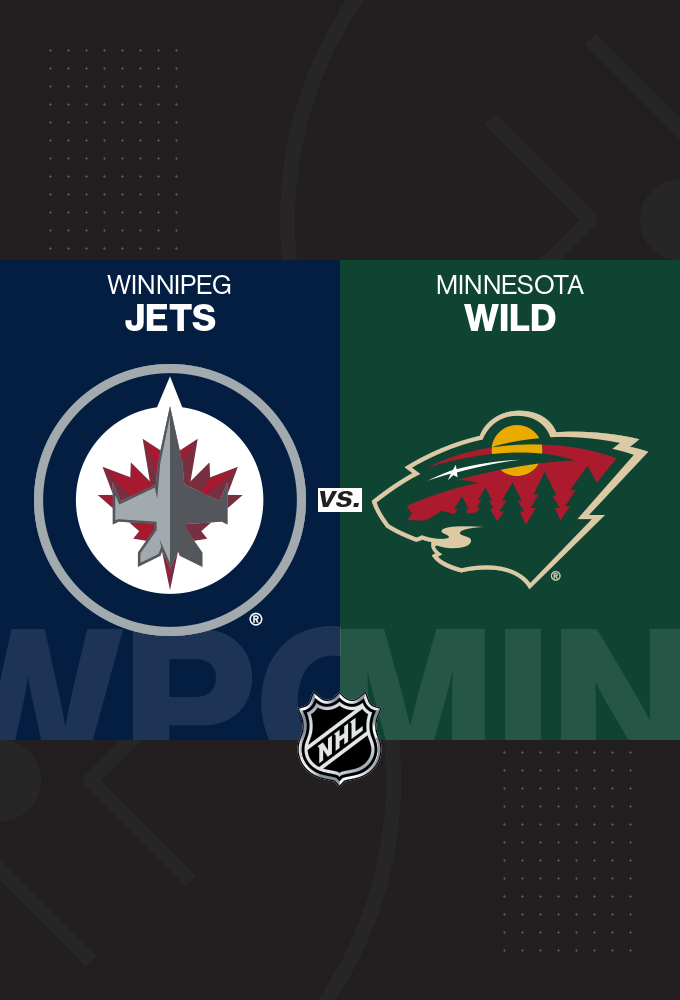 WINNIPEG
JETS
MINNESOTA
WILD
VS.
®
®
WPG
MIN
NHL